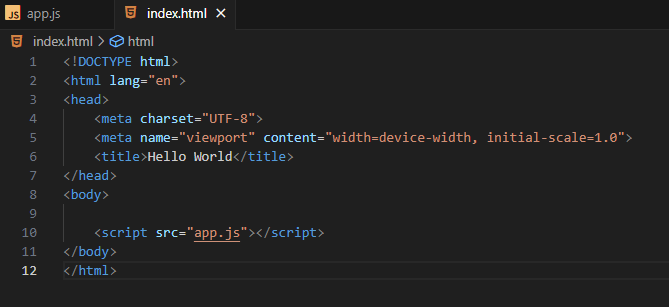 JS app.js index.html ×
index.html > html
1 <!DOCTYPE html>
2 <html lang="en">
3 <head>
4     <meta charset="UTF-8">
5     <meta name="viewport" content="width=device-width, initial-scale=1.0">
6     <title>Hello World</title>
7 </head>
8 <body>
9
10     <script src="app.js"></script>
11 </body>
12 </html>